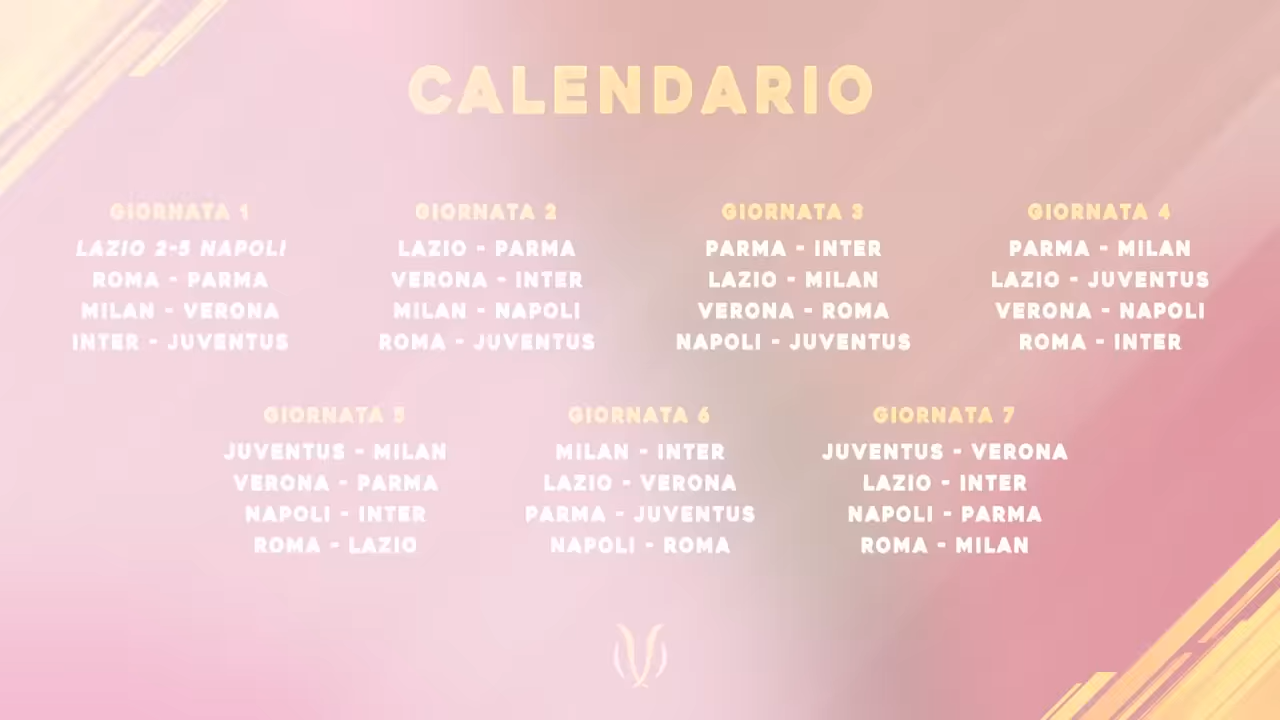 CALENDARIO
GIORNATA 1
LAZIO 2-5 NAPOLI
ROMA - PARMA
MILAN - VERONA
INTER - JUVENTUS
GIORNATA 2
LAZIO - PARMA
VERONA - INTER
MILAN - NAPOLI
ROMA - JUVENTUS
GIORNATA 3
PARMA - INTER
LAZIO - MILAN
VERONA - ROMA
NAPOLI - JUVENTUS
GIORNATA 4
PARMA - MILAN
LAZIO - JUVENTUS
VERONA - NAPOLI
ROMA - INTER
GIORNATA 5
JUVENTUS - MILAN
VERONA - PARMA
NAPOLI - INTER
ROMA - LAZIO
GIORNATA 6
MILAN - INTER
LAZIO - VERONA
PARMA - JUVENTUS
NAPOLI - ROMA
GIORNATA 7
JUVENTUS - VERONA
LAZIO - INTER
NAPOLI - PARMA
ROMA - MILAN